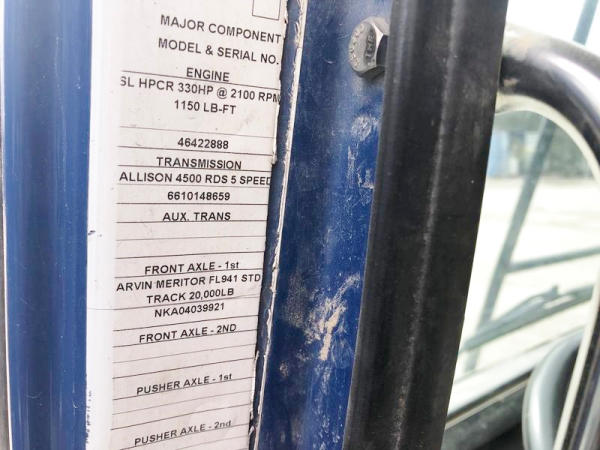 MAJOR COMPONENT
MODEL & SERIAL NO.
ENGINE
SL HPCR 330HP @ 2100 RPM
1150 LB-FT
46422888
TRANSMISSION
ALLISON 4500 RDS 5 SPEED
6610148659
AUX. TRANS
FRONT AXLE - 1st
ARVIN MERITOR FL941 STD
TRACK 20,000LB
NKA04039921
FRONT AXLE - 2ND
PUSHER AXLE - 1st
PUSHER AXLE - 2nd